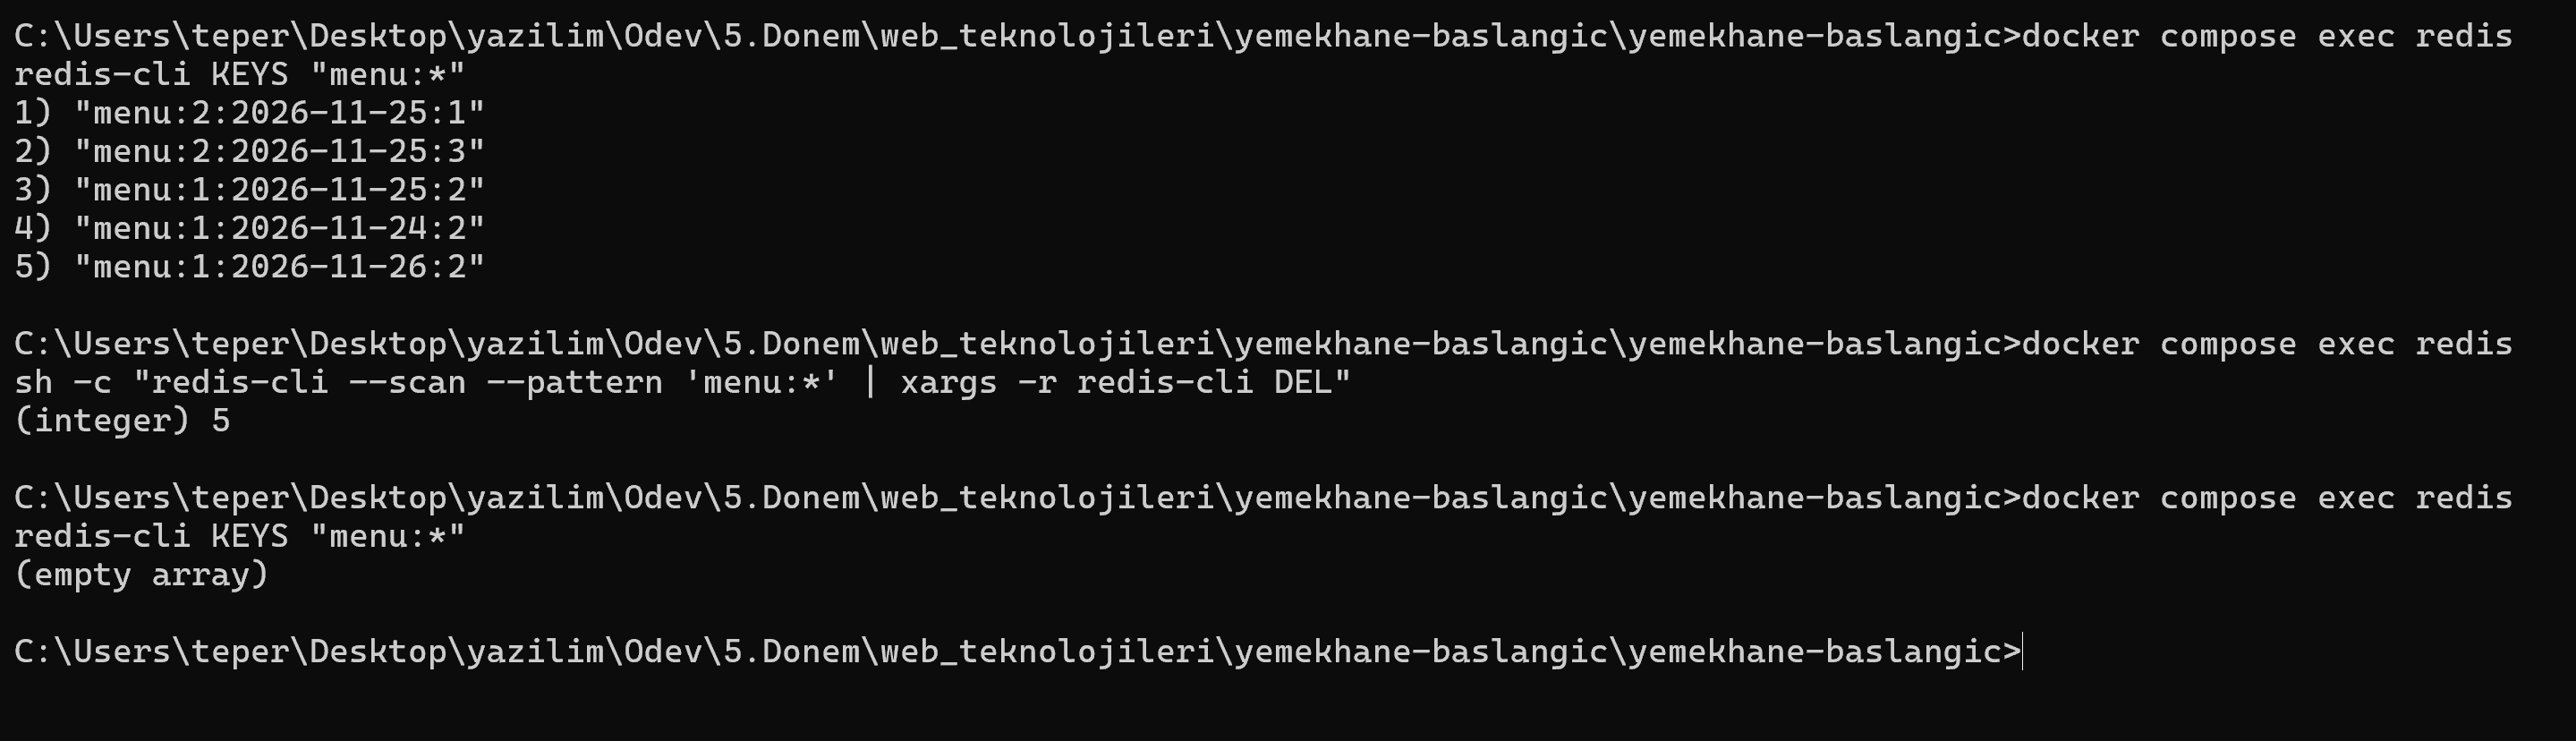 C:\Users\teper\Desktop\yazilim\Odev\5.Donem\web_teknolojileri\yemekhane-baslangic\yemekhane-baslangic>docker compose exec redis
redis-cli KEYS "menu:*"
1) "menu:2:2026-11-25:1"
2) "menu:2:2026-11-25:3"
3) "menu:1:2026-11-25:2"
4) "menu:1:2026-11-24:2"
5) "menu:1:2026-11-26:2"
C:\Users\teper\Desktop\yazilim\Odev\5.Donem\web_teknolojileri\yemekhane-baslangic\yemekhane-baslangic>docker compose exec redis
sh -c "redis-cli --scan --pattern 'menu:*' | xargs -r redis-cli DEL"
(integer) 5
C:\Users\teper\Desktop\yazilim\Odev\5.Donem\web_teknolojileri\yemekhane-baslangic\yemekhane-baslangic>docker compose exec redis
redis-cli KEYS "menu:*"
(empty array)
C:\Users\teper\Desktop\yazilim\Odev\5.Donem\web_teknolojileri\yemekhane-baslangic\yemekhane-baslangic>